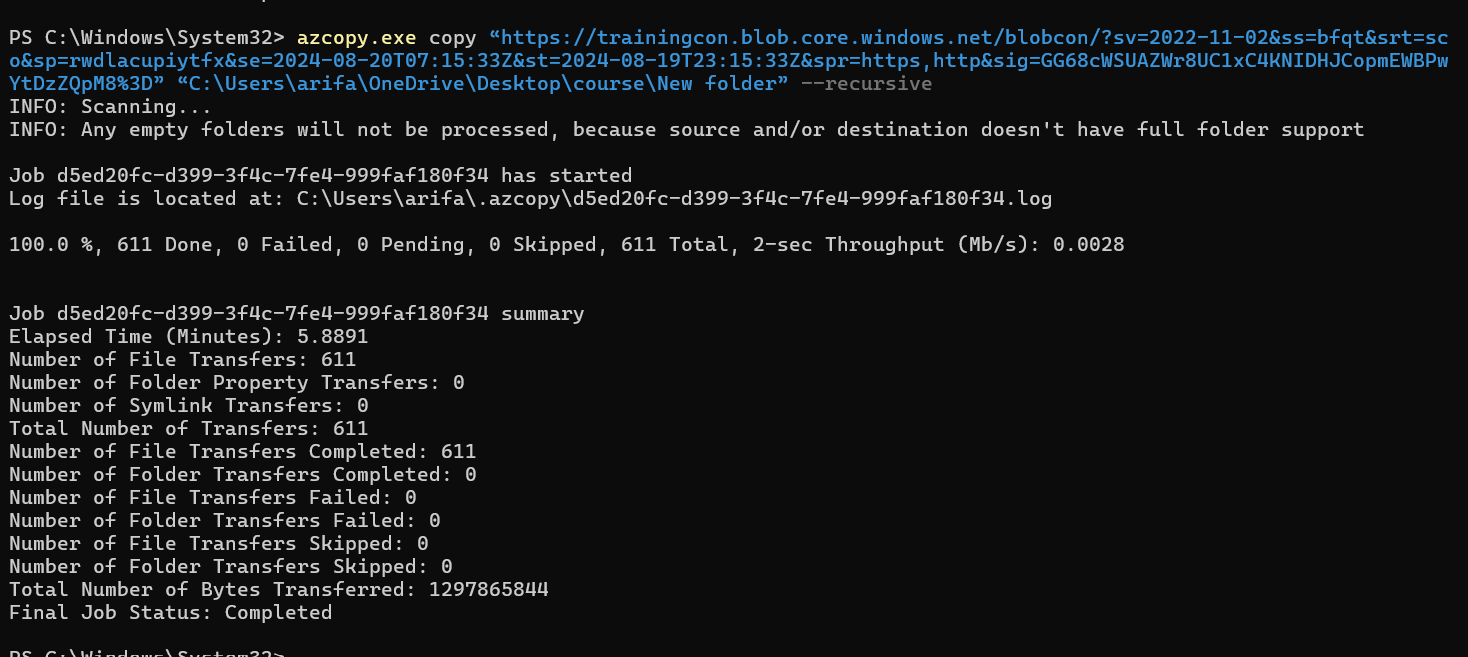 PS C:\Windows\System32> azcopy.exe copy “https://trainingcon.blob.core.windows.net/blobcon/?sv=2022-11-02&ss=bfqt&srt=sc
o&sp=rwdlacupiytfx&se=2024-08-20T07:15:33Z&st=2024-08-19T23:15:33Z&spr=https,http&sig=GG68cWSUAZWr8UC1xC4KNIDHJCopmEWBPw
YtDzZQpM8%3D” “C:\Users\arifa\OneDrive\Desktop\course\New folder” --recursive
INFO: Scanning...
INFO: Any empty folders will not be processed, because source and/or destination doesn't have full folder support
Job d5ed20fc-d399-3f4c-7fe4-999faf180f34 has started
Log file is located at: C:\Users\arifa\.azcopy\d5ed20fc-d399-3f4c-7fe4-999faf180f34.log
100.0 %, 611 Done, 0 Failed, 0 Pending, 0 Skipped, 611 Total, 2-sec Throughput (Mb/s): 0.0028
Job d5ed20fc-d399-3f4c-7fe4-999faf180f34 summary
Elapsed Time (Minutes): 5.8891
Number of File Transfers: 611
Number of Folder Property Transfers: 0
Number of Symlink Transfers: 0
Total Number of Transfers: 611
Number of File Transfers Completed: 611
Number of Folder Transfers Completed: 0
Number of File Transfers Failed: 0
Number of Folder Transfers Failed: 0
Number of File Transfers Skipped: 0
Number of Folder Transfers Skipped: 0
Total Number of Bytes Transferred: 1297865844
Final Job Status: Completed
PS C:\Windows\System32>